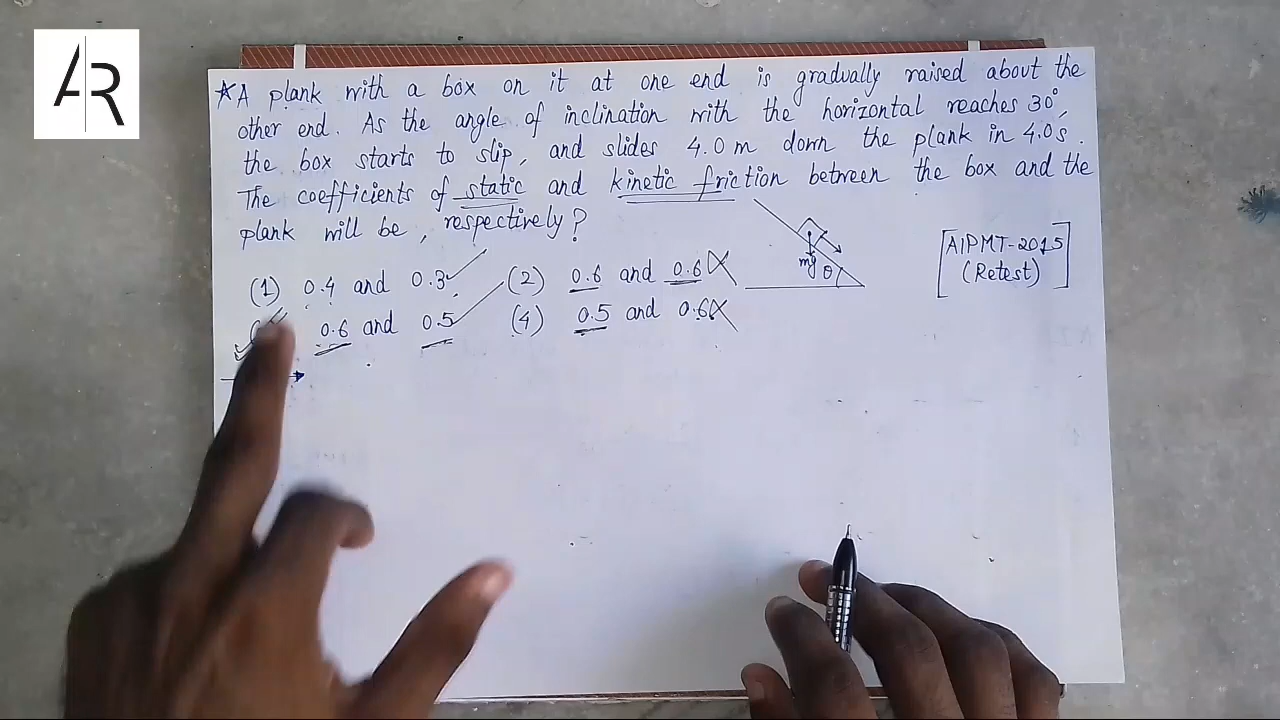 AR
*A plank with a box on it at one end is gradually raised about the
other end. As the angle of inclination with the horizontal reaches 30°,
the box starts to slip, and slides 4.0 m down the plank in 4.0s.
The coefficients of static and kinetic friction between the box and the
plank will be, respectively?
mg θ
[AIPMT-2015
(Retest)]
(1) 0.4 and 0.3 (2) 0.6 and 0.6
0.6 and 0.5 (4) 0.5 and 0.6